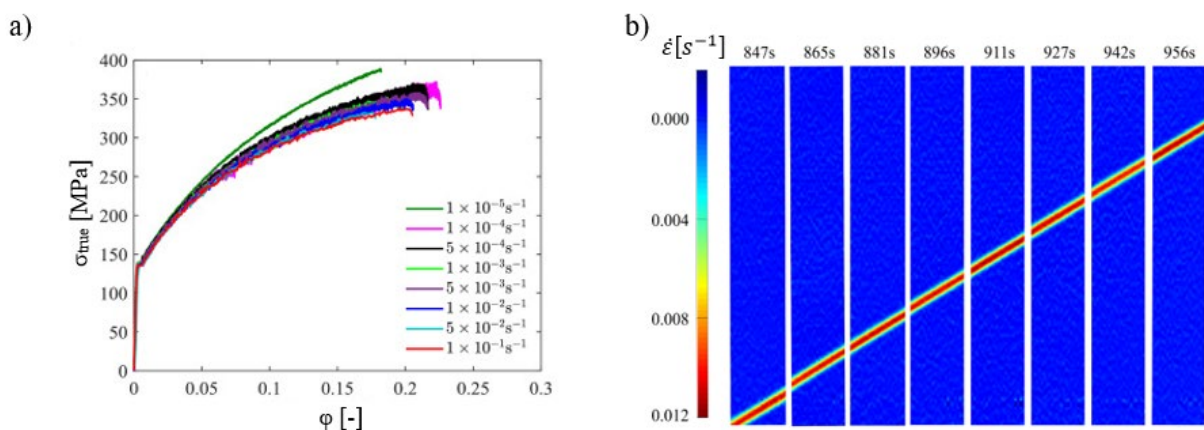 a)
400
350
300
250
200
150
100
50
0
σtrue [MPa]
1 × 10⁻⁵s⁻¹
1 × 10⁻⁴s⁻¹
5 × 10⁻⁴s⁻¹
1 × 10⁻³s⁻¹
5 × 10⁻³s⁻¹
1 × 10⁻²s⁻¹
5 × 10⁻²s⁻¹
1 × 10⁻¹s⁻¹
0 0.05 0.1 0.15 0.2 0.25 0.3
φ [-]
b)
ε̇[s⁻¹]
847s 865s 881s 896s 911s 927s 942s 956s
0.000
0.004
0.008
0.012